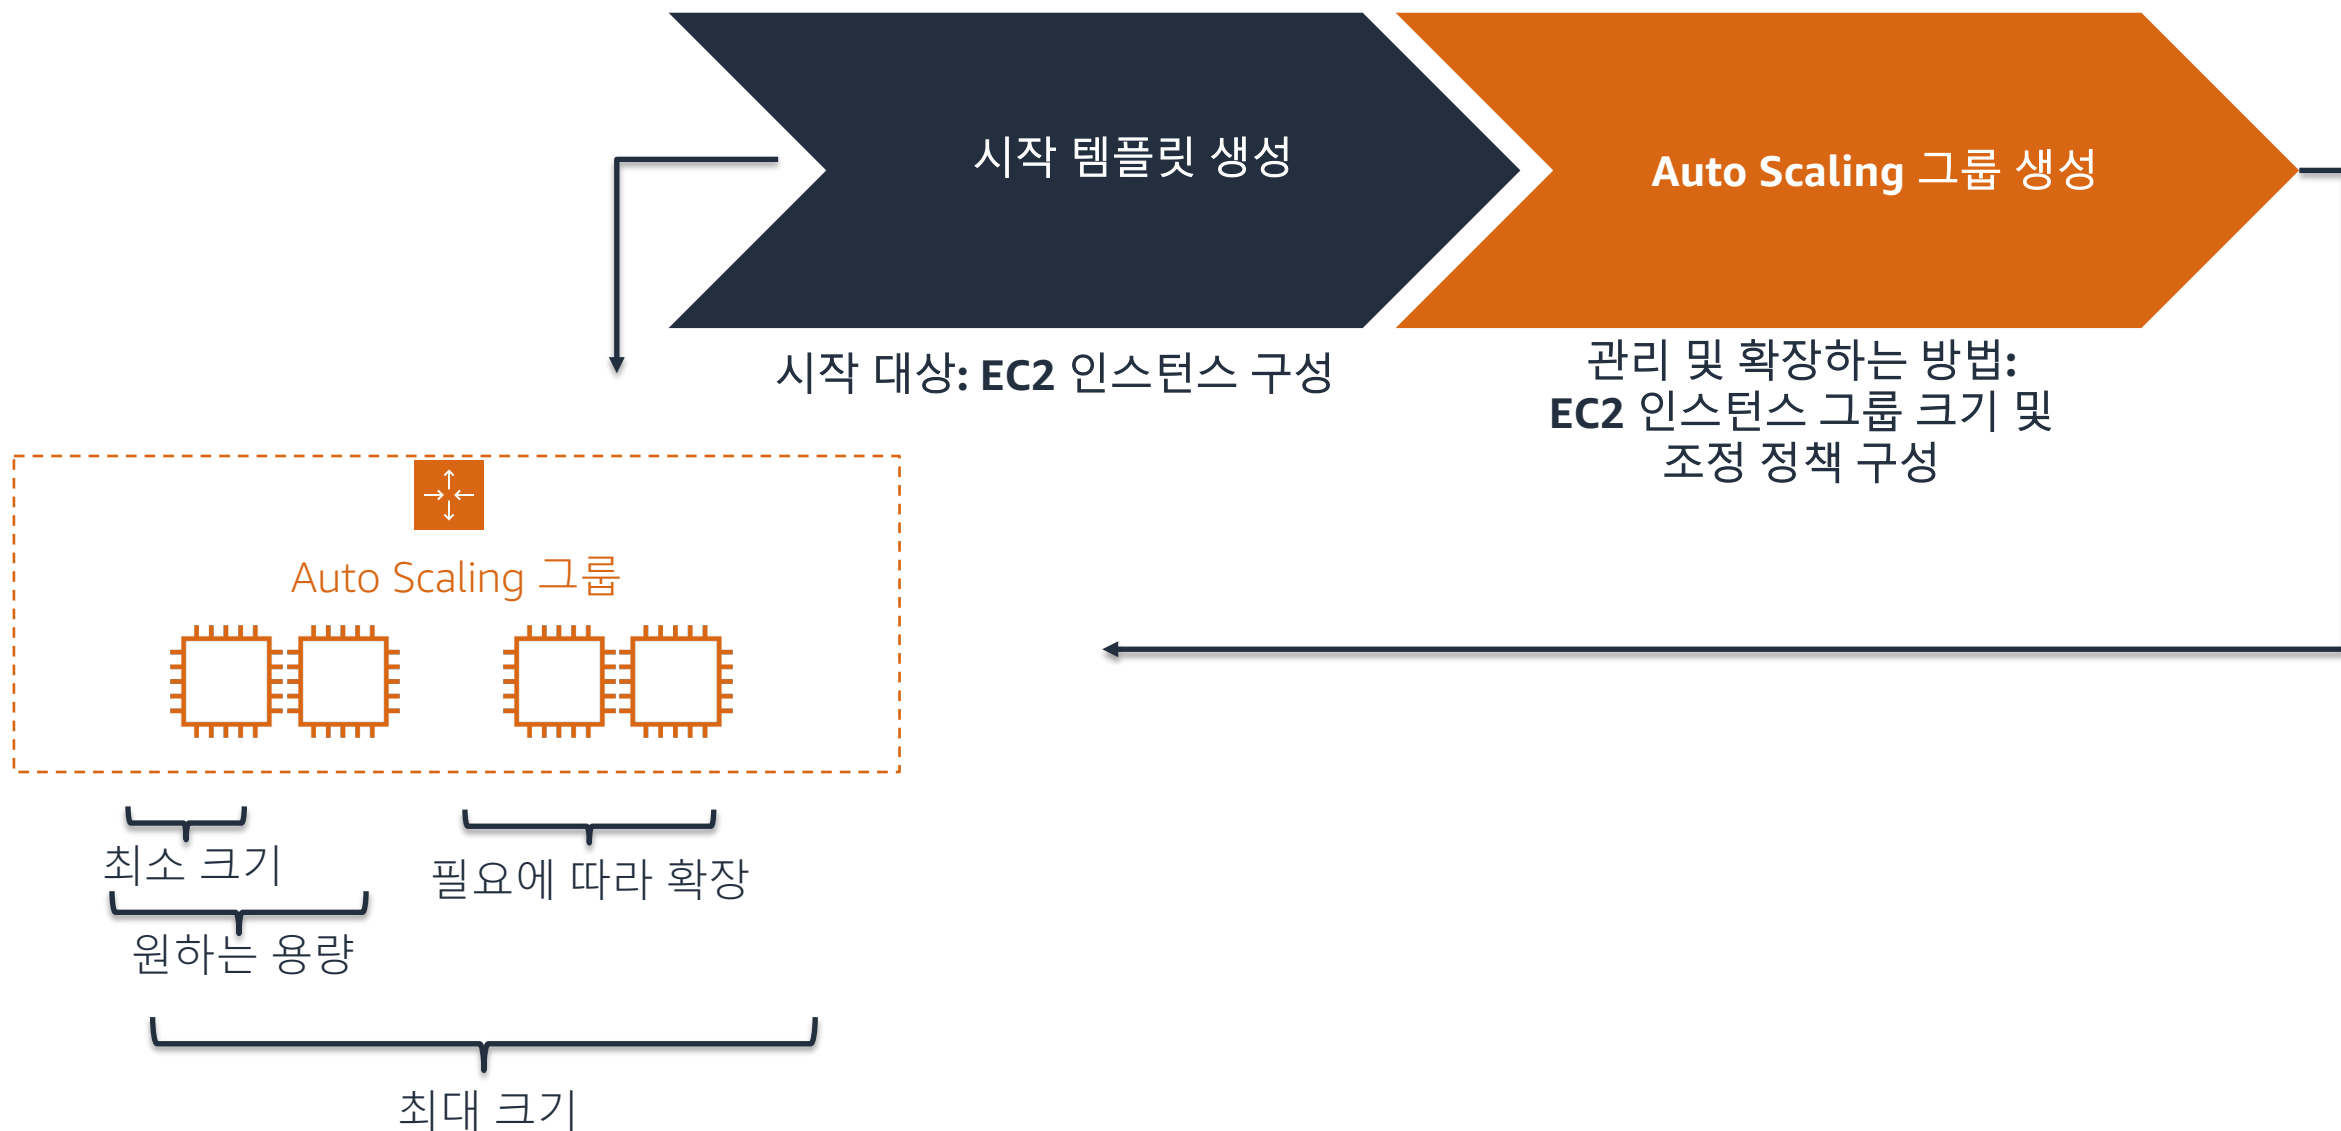 시작 템플릿 생성
Auto Scaling 그룹 생성
시작 대상: EC2 인스턴스 구성
관리 및 확장하는 방법:
EC2 인스턴스 그룹 크기 및
조정 정책 구성
Auto Scaling 그룹
최소 크기
필요에 따라 확장
원하는 용량
최대 크기